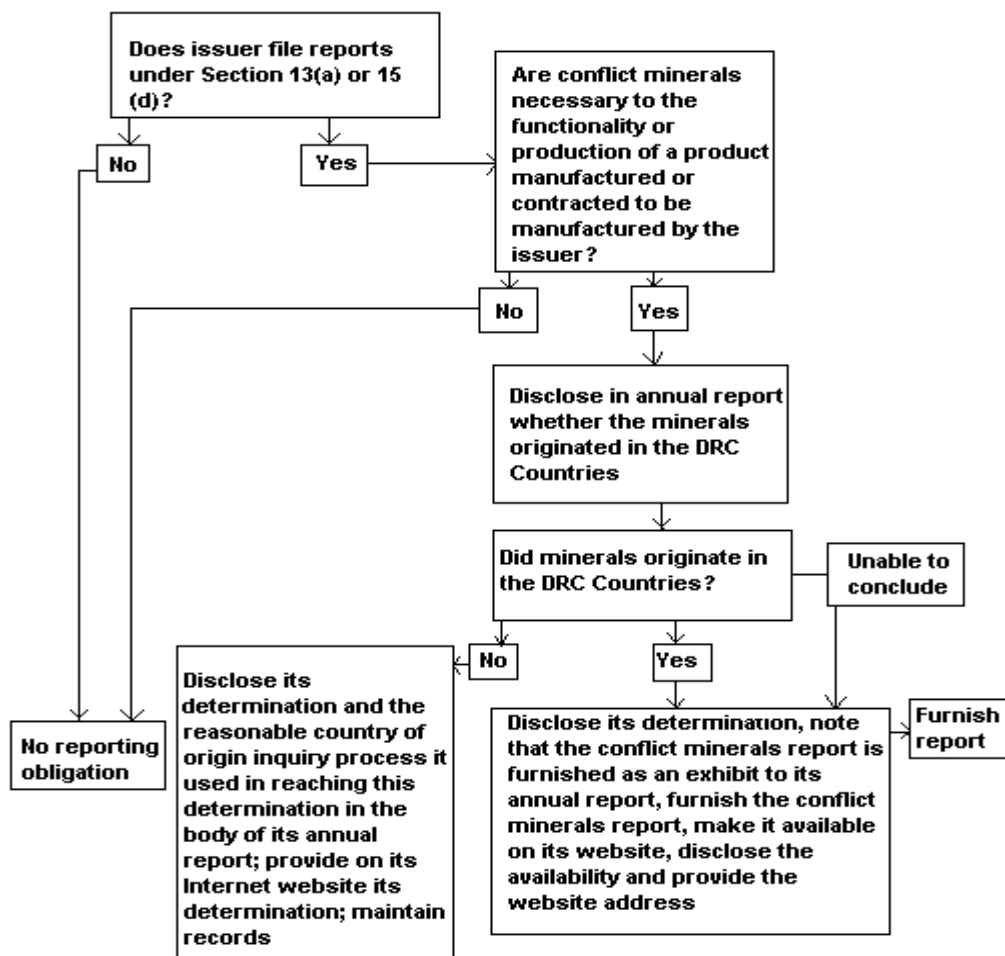 Does issuer file reports
under Section 13(a) or 15
(d)?
No
Yes
Are conflict minerals
necessary to the
functionality or
production of a product
manufactured or
contracted to be
manufactured by the
issuer?
No
Yes
Disclose in annual report
whether the minerals
originated in the DRC
Countries
Did minerals originate in
the DRC Countries?
Unable to
conclude
No
Yes
Disclose its
determination and the
reasonable country of
origin inquiry process it
used in reaching this
determination in the
body of its annual
report; provide on its
Internet website its
determination; maintain
records
No reporting
obligation
Disclose its determination, note
that the conflict minerals report is
furnished as an exhibit to its
annual report, furnish the conflict
minerals report, make it available
on its website, disclose the
availability and provide the
website address
Furnish
report